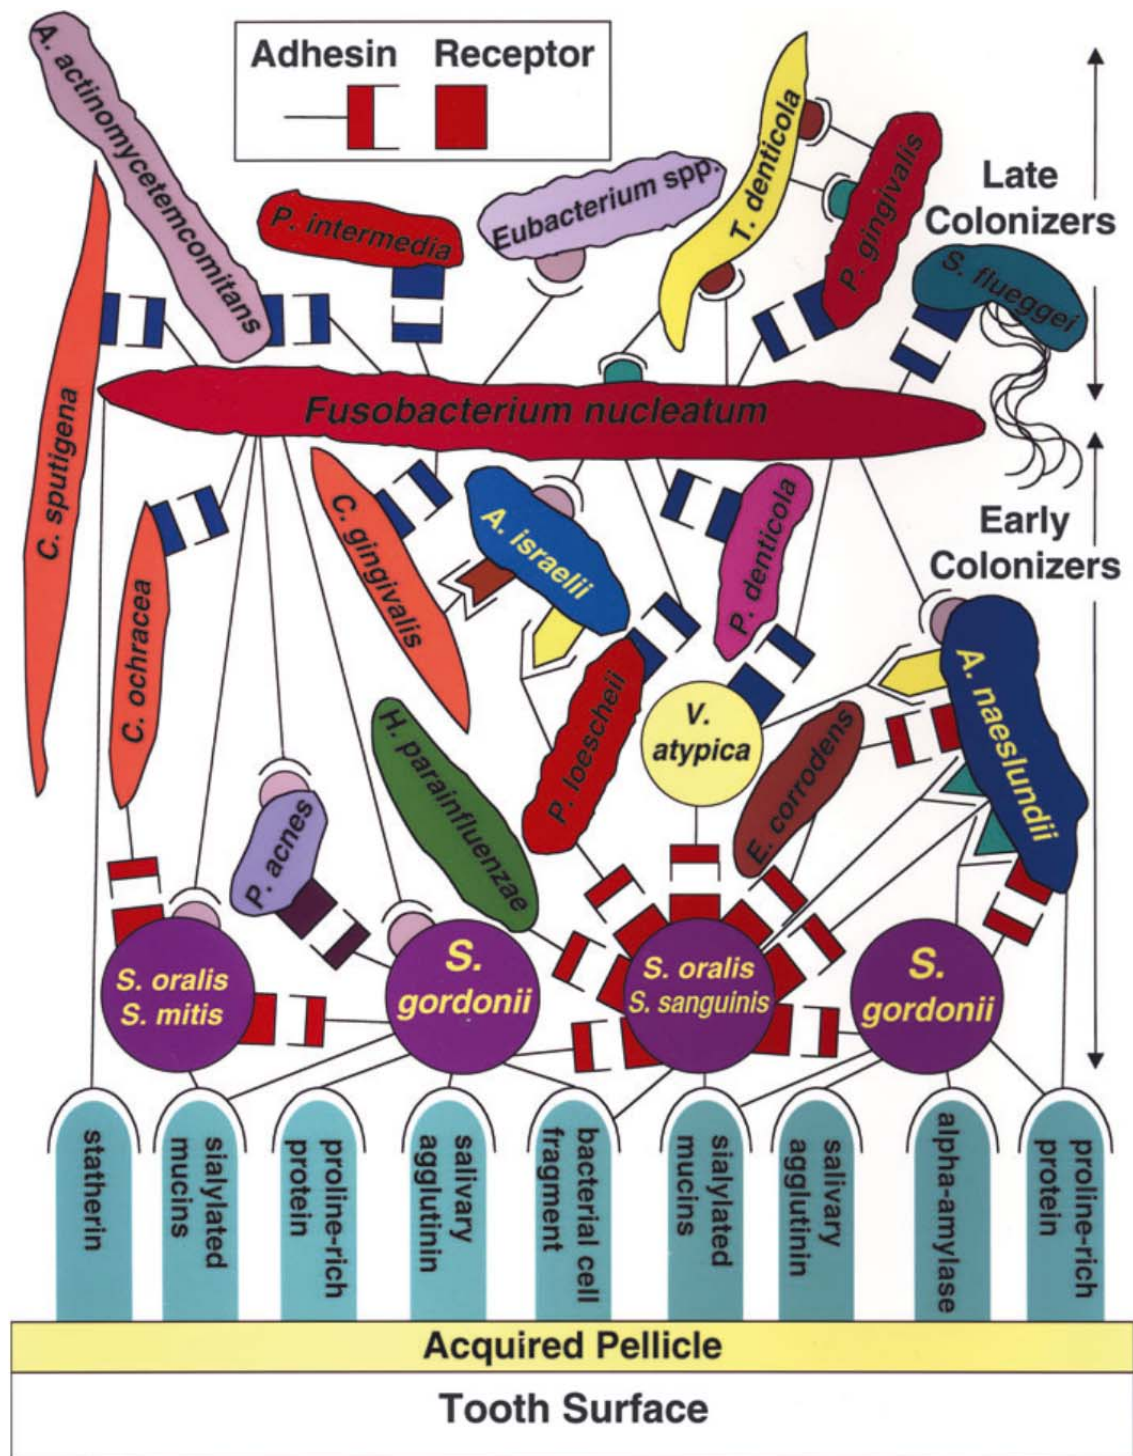 Adhesin Receptor
A. actinomycetemcomitans
P. intermedia
Eubacterium spp.
T. denticola
P. gingivalis
Late
Colonizers
S. flueggei
C. sputigena
Fusobacterium nucleatum
C. ochracea
C. gingivalis
A. israelii
P. denticola
Early
Colonizers
P. loescheii
V.
atypica
E. corrodens
A. naeslundii
H. parainfluenzae
P. acnes
S. oralis
S. mitis
S.
gordonii
S. oralis
S. sanguinis
S.
gordonii
statherin
sialylated
mucins
proline-rich
protein
salivary
agglutinin
bacterial cell
fragment
sialylated
mucins
salivary
agglutinin
alpha-amylase
proline-rich
protein
Acquired Pellicle
Tooth Surface